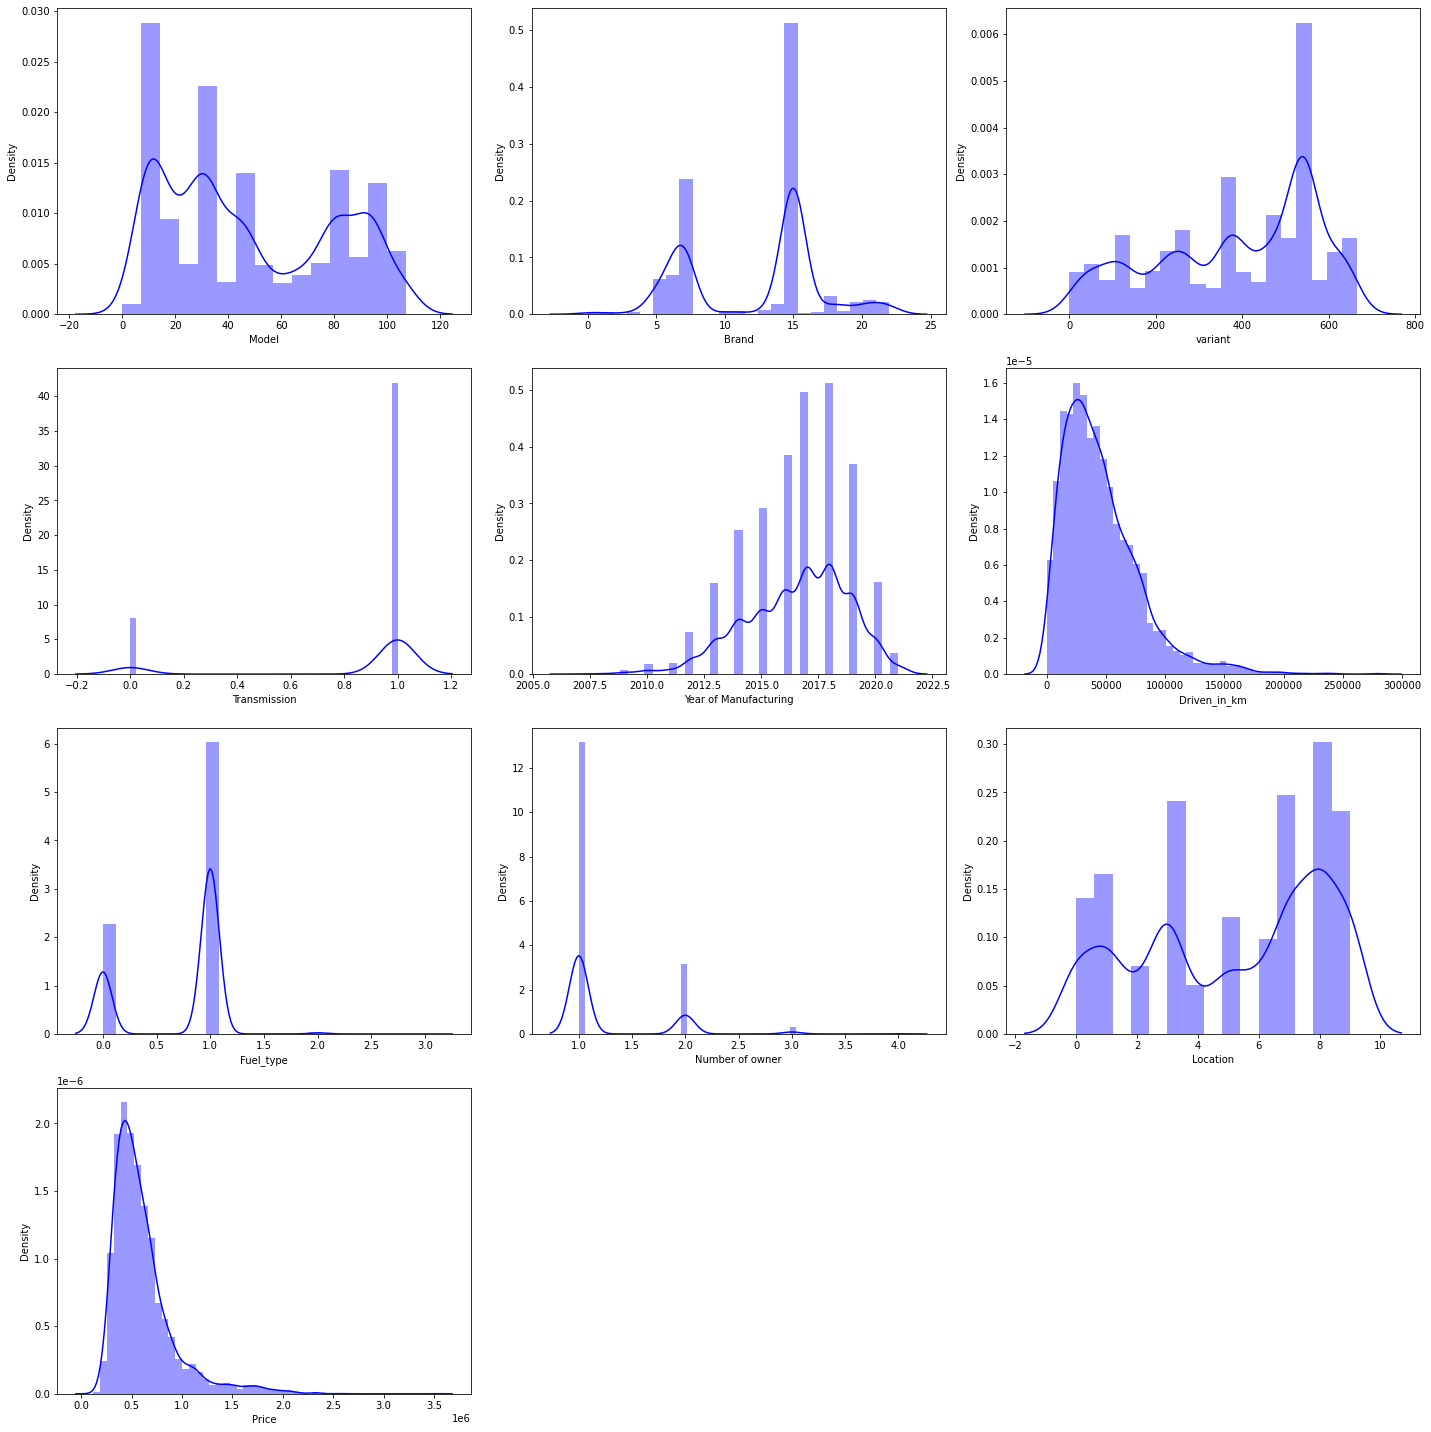 0.030
0.025
0.020
0.015
0.010
0.005
0.000
Density
−20 0 20 40 60 80 100 120
Model
0.5
0.4
0.3
0.2
0.1
0.0
Density
0 5 10 15 20 25
Brand
0.006
0.005
0.004
0.003
0.002
0.001
0.000
Density
0 200 400 600 800
variant
40
35
30
25
20
15
10
5
0
Density
−0.2 0.0 0.2 0.4 0.6 0.8 1.0 1.2
Transmission
0.5
0.4
0.3
0.2
0.1
0.0
Density
2005.0 2007.5 2010.0 2012.5 2015.0 2017.5 2020.0 2022.5
Year of Manufacturing
1e−5
1.6
1.4
1.2
1.0
0.8
0.6
0.4
0.2
0.0
Density
0 50000 100000 150000 200000 250000 300000
Driven_in_km
6
5
4
3
2
1
0
Density
0.0 0.5 1.0 1.5 2.0 2.5 3.0
Fuel_type
12
10
8
6
4
2
0
Density
1.0 1.5 2.0 2.5 3.0 3.5 4.0
Number of owner
0.30
0.25
0.20
0.15
0.10
0.05
0.00
Density
−2 0 2 4 6 8 10
Location
1e−6
2.0
1.5
1.0
0.5
0.0
Density
0.0 0.5 1.0 1.5 2.0 2.5 3.0 3.5
Price
1e6